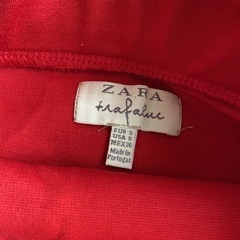 ZARA
trafaluc
EUR S
USA S
MEX 26
Made in
Portugal